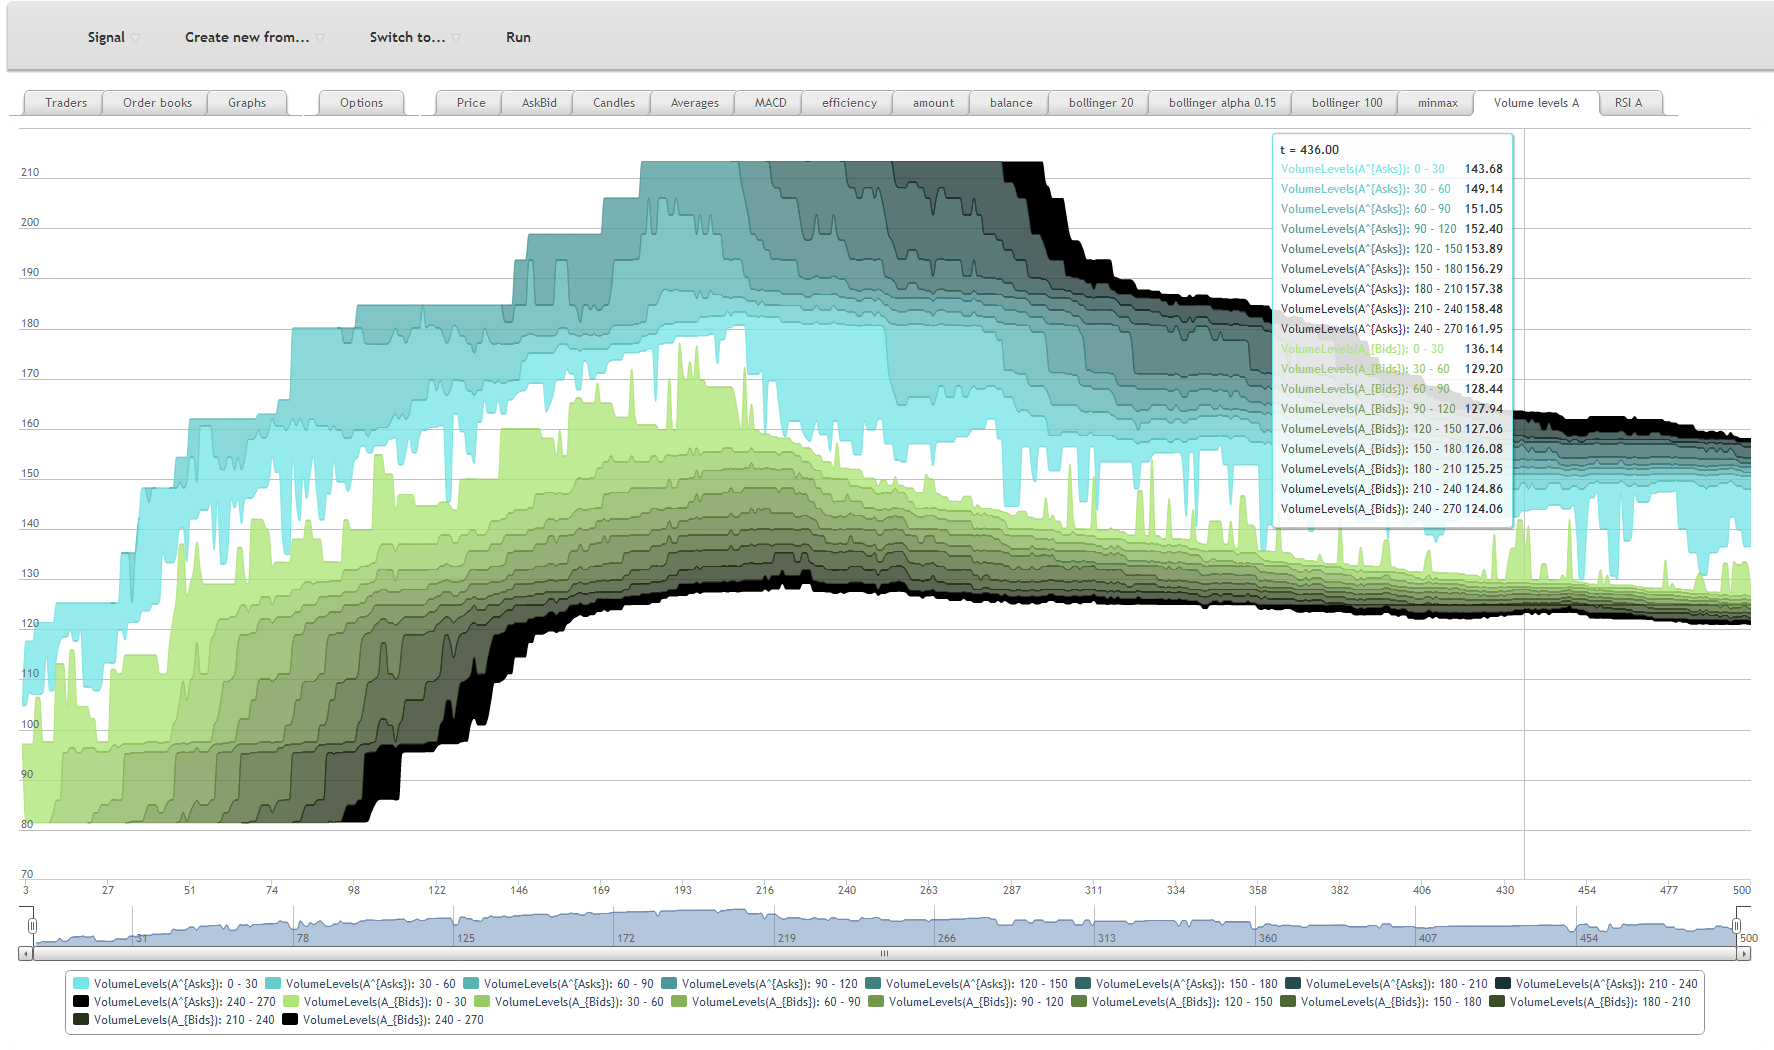 Signal Create new from... Switch to... Run
Traders Order books Graphs Options Price AskBid Candles Averages MACD efficiency amount balance bollinger 20 bollinger alpha 0.15 bollinger 100 minmax Volume levels A RSI A
t = 436.00
VolumeLevels(A^{Asks}): 0 - 30 143.68
VolumeLevels(A^{Asks}): 30 - 60 149.14
VolumeLevels(A^{Asks}): 60 - 90 151.05
VolumeLevels(A^{Asks}): 90 - 120 152.40
VolumeLevels(A^{Asks}): 120 - 150 153.89
VolumeLevels(A^{Asks}): 150 - 180 156.29
VolumeLevels(A^{Asks}): 180 - 210 157.38
VolumeLevels(A^{Asks}): 210 - 240 158.48
VolumeLevels(A^{Asks}): 240 - 270 161.95
VolumeLevels(A_{Bids}): 0 - 30 136.14
VolumeLevels(A_{Bids}): 30 - 60 129.20
VolumeLevels(A_{Bids}): 60 - 90 128.44
VolumeLevels(A_{Bids}): 90 - 120 127.94
VolumeLevels(A_{Bids}): 120 - 150 127.06
VolumeLevels(A_{Bids}): 150 - 180 126.08
VolumeLevels(A_{Bids}): 180 - 210 125.25
VolumeLevels(A_{Bids}): 210 - 240 124.86
VolumeLevels(A_{Bids}): 240 - 270 124.06
210
200
190
180
170
160
150
140
130
120
110
100
90
80
70
3 27 51 74 98 122 146 169 193 216 240 263 287 311 334 358 382 406 430 454 477 500
31 78 125 172 219 266 313 360 407 454 500
VolumeLevels(A^{Asks}): 0 - 30 VolumeLevels(A^{Asks}): 30 - 60 VolumeLevels(A^{Asks}): 60 - 90 VolumeLevels(A^{Asks}): 90 - 120 VolumeLevels(A^{Asks}): 120 - 150 VolumeLevels(A^{Asks}): 150 - 180 VolumeLevels(A^{Asks}): 180 - 210 VolumeLevels(A^{Asks}): 210 - 240
VolumeLevels(A^{Asks}): 240 - 270 VolumeLevels(A_{Bids}): 0 - 30 VolumeLevels(A_{Bids}): 30 - 60 VolumeLevels(A_{Bids}): 60 - 90 VolumeLevels(A_{Bids}): 90 - 120 VolumeLevels(A_{Bids}): 120 - 150 VolumeLevels(A_{Bids}): 150 - 180 VolumeLevels(A_{Bids}): 180 - 210
VolumeLevels(A_{Bids}): 210 - 240 VolumeLevels(A_{Bids}): 240 - 270